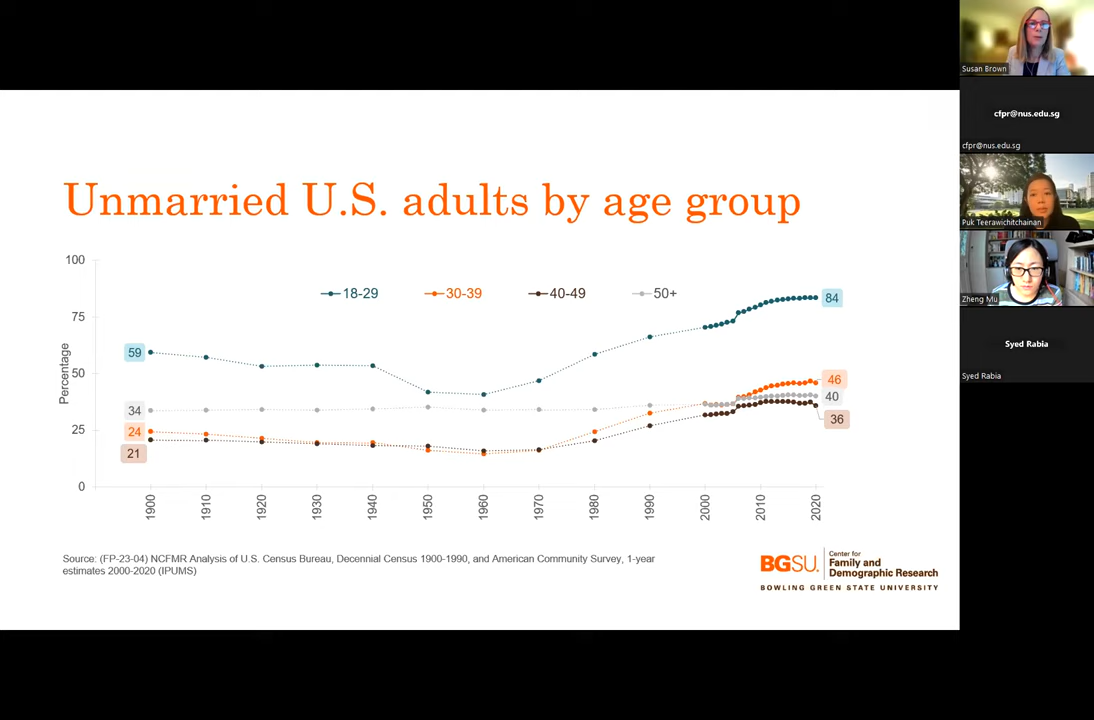 Unmarried U.S. adults by age group
100
75
50
25
0
Percentage
18-29
30-39
40-49
50+
59
34
24
21
84
46
40
36
1900
1910
1920
1930
1940
1950
1960
1970
1980
1990
2000
2010
2020
Source: (FP-23-04) NCFMR Analysis of U.S. Census Bureau, Decennial Census 1900-1990, and American Community Survey, 1-year
estimates 2000-2020 (IPUMS)
BGSU.
Center for
Family and
Demographic Research
BOWLING GREEN STATE UNIVERSITY
Susan Brown
cfpr@nus.edu.sg
cfpr@nus.edu.sg
Puk Teerawichitchainan
Zheng Mu
Syed Rabia
Syed Rabia